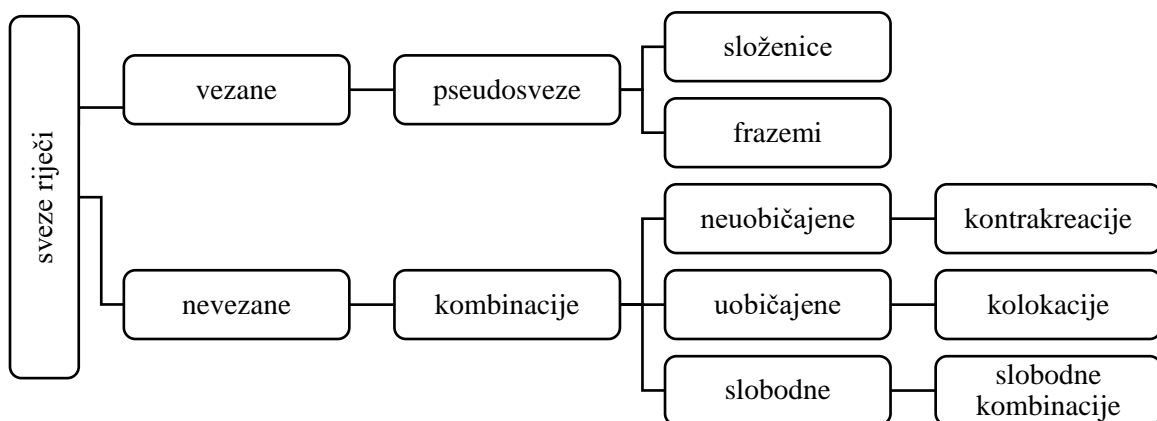 sveze riječi
vezane
pseudosveze
složenice
frazemi
nevezane
kombinacije
neuobičajene
kontrakreacije
uobičajene
kolokacije
slobodne
slobodne
kombinacije